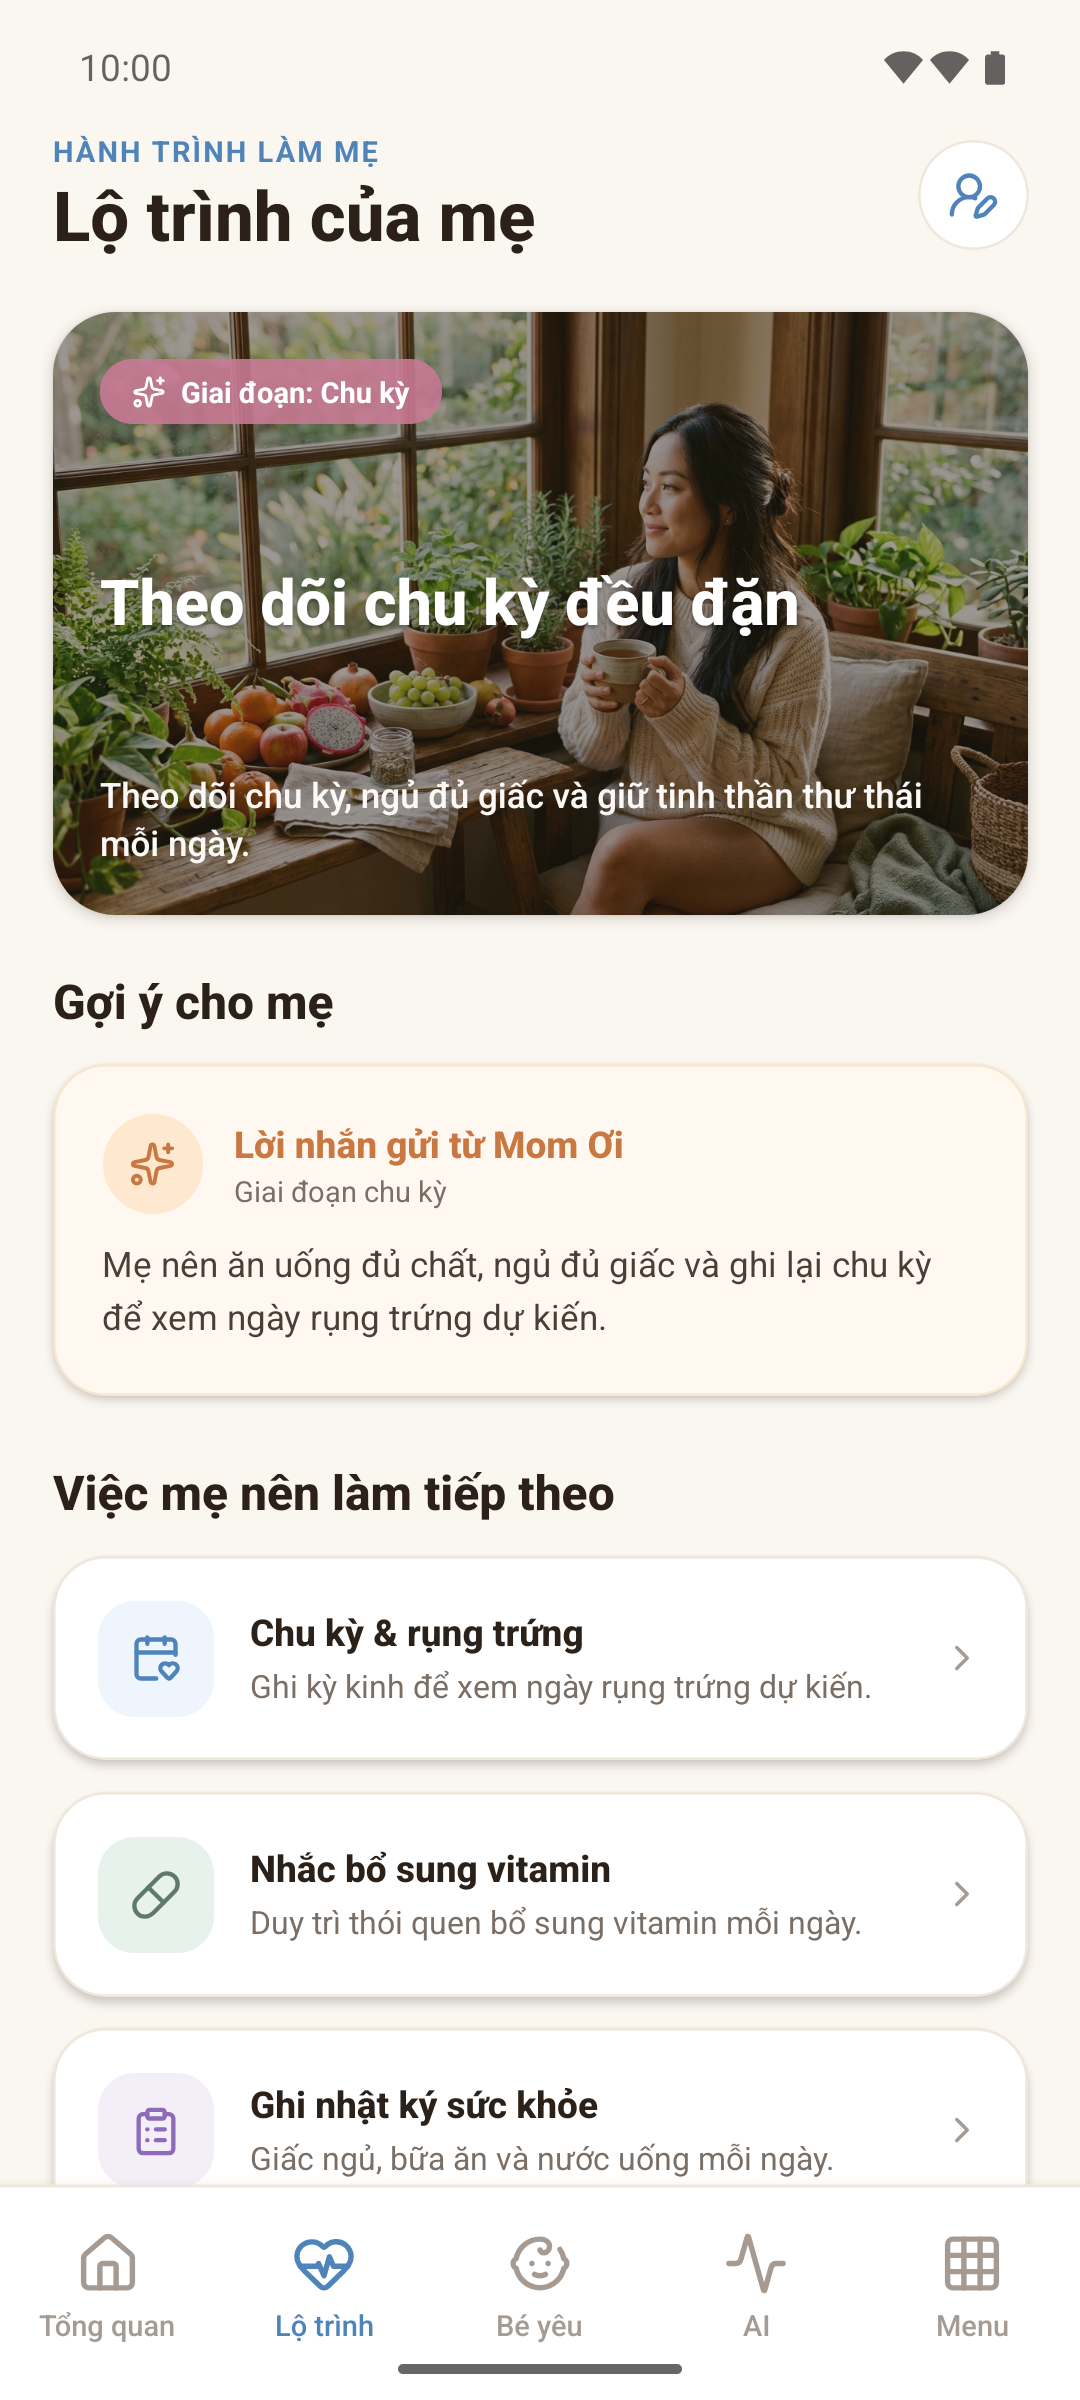 10:00
HÀNH TRÌNH LÀM MẸ
Lộ trình của mẹ
Giai đoạn: Chu kỳ
Theo dõi chu kỳ đều đặn
Theo dõi chu kỳ, ngủ đủ giấc và giữ tinh thần thư thái
mỗi ngày.
Gợi ý cho mẹ
Lời nhắn gửi từ Mom Ơi
Giai đoạn chu kỳ
Mẹ nên ăn uống đủ chất, ngủ đủ giấc và ghi lại chu kỳ
để xem ngày rụng trứng dự kiến.
Việc mẹ nên làm tiếp theo
Chu kỳ & rụng trứng
Ghi kỳ kinh để xem ngày rụng trứng dự kiến.
Nhắc bổ sung vitamin
Duy trì thói quen bổ sung vitamin mỗi ngày.
Ghi nhật ký sức khỏe
Giấc ngủ, bữa ăn và nước uống mỗi ngày.
Tổng quan
Lộ trình
Bé yêu
AI
Menu